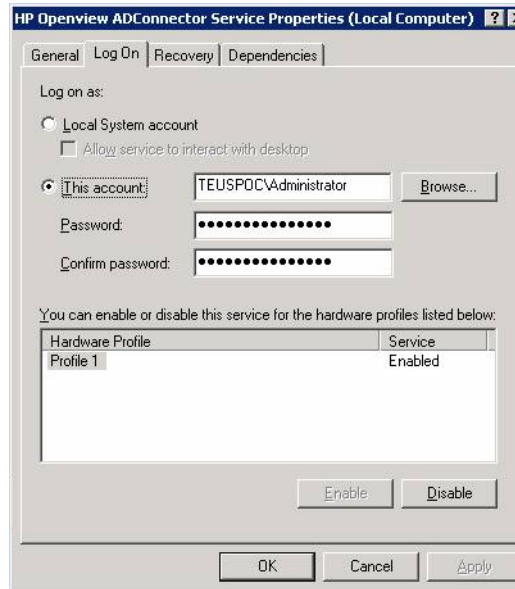 HP Openview ADConnector Service Properties (Local Computer)
General Log On Recovery Dependencies
Log on as:
Local System account
Allow service to interact with desktop
This account: TEUSPOC\Administrator Browse...
Password: ●●●●●●●●●●●●●●●
Confirm password: ●●●●●●●●●●●●●●●
You can enable or disable this service for the hardware profiles listed below:
Hardware Profile Service
Profile 1 Enabled
Enable Disable
OK Cancel Apply